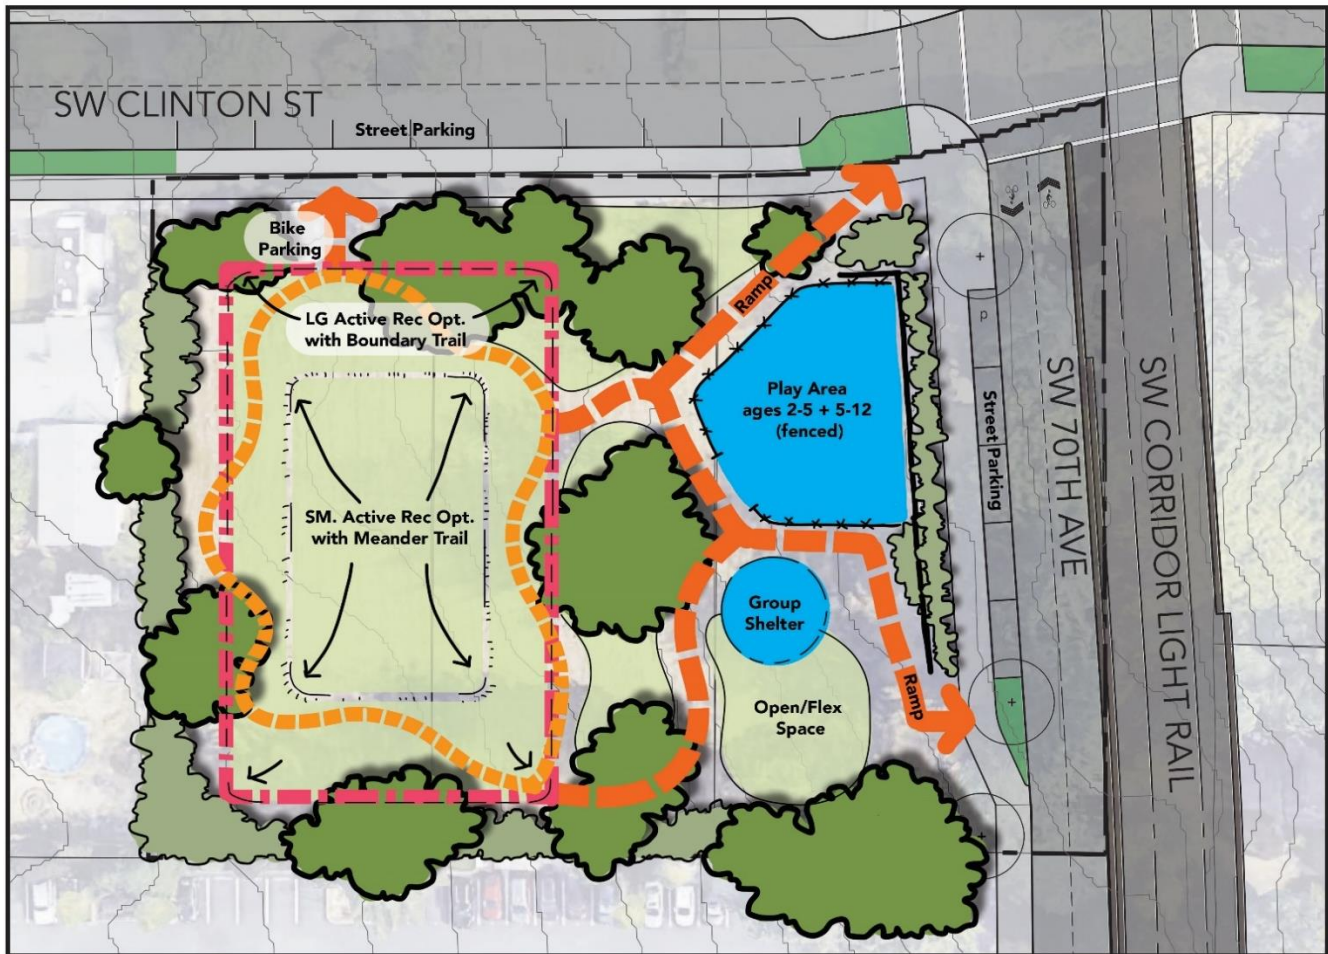 SW CLINTON ST
Street Parking
Bike
Parking
LG Active Rec Opt.
with Boundary Trail
Ramp
Play Area
ages 2-5 + 5-12
(fenced)
SM. Active Rec Opt.
with Meander Trail
Group
Shelter
Open/Flex
Space
Ramp
P
Street Parking
SW 70TH AVE
SW CORRIDOR LIGHT RAIL